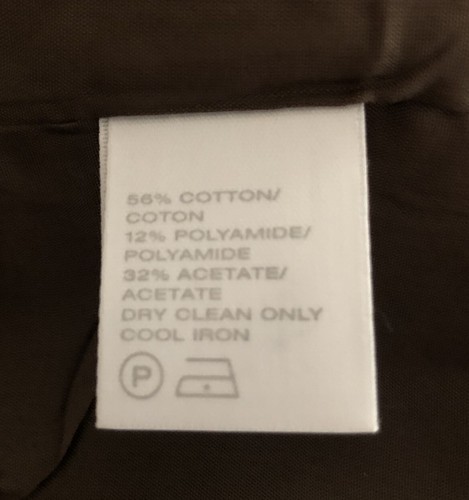 56% COTTON/
COTON
12% POLYAMIDE/
POLYAMIDE
32% ACETATE/
ACETATE
DRY CLEAN ONLY
COOL IRON
P